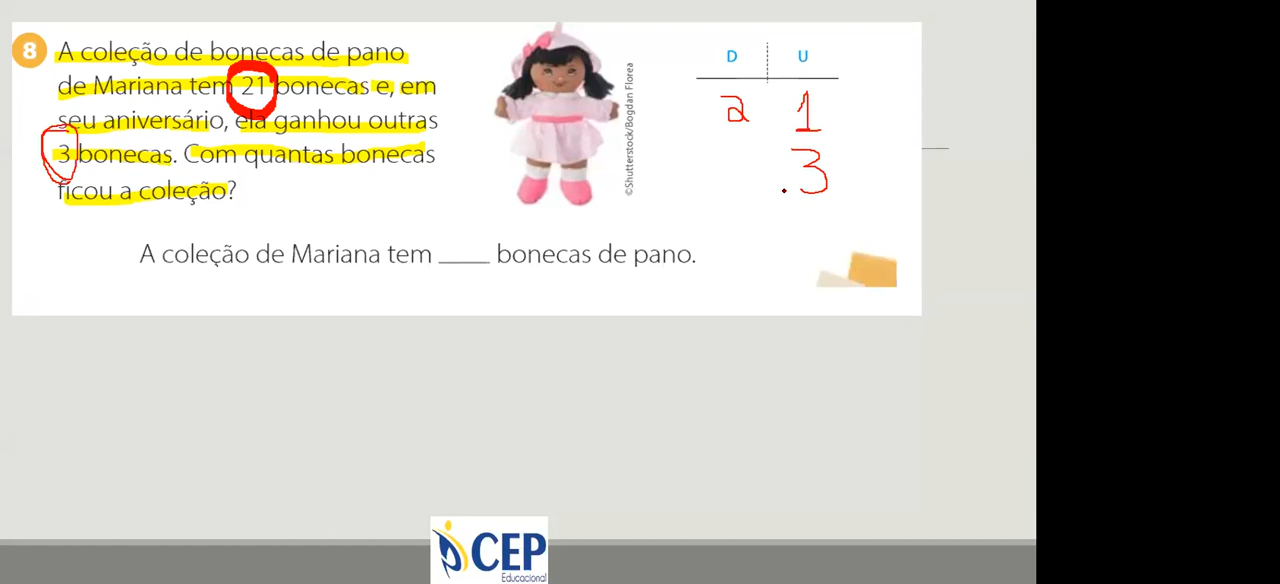 8
A coleção de bonecas de pano
de Mariana tem 21 bonecas e, em
seu aniversário, ela ganhou outras
3 bonecas. Com quantas bonecas
ficou a coleção?
©Shutterstock/Bogdan Florea
D U
2 1
3
A coleção de Mariana tem ____ bonecas de pano.
CEP
Educacional